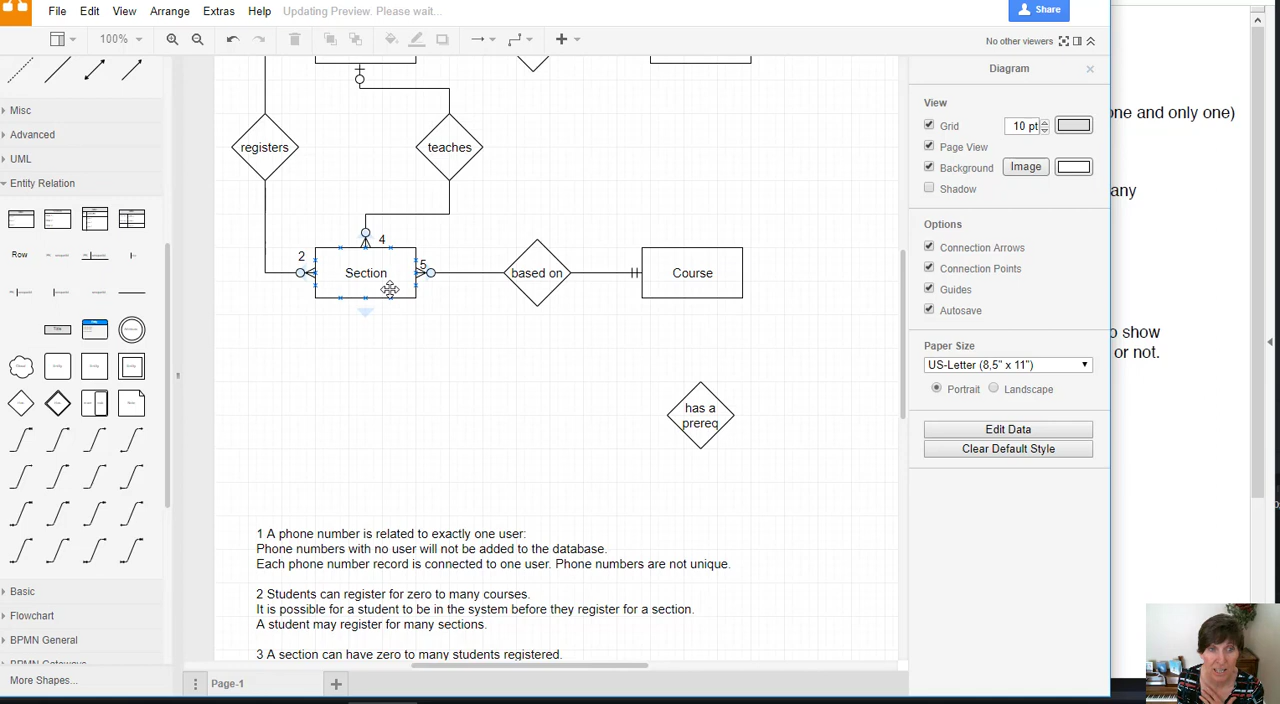 File Edit View Arrange Extras Help Updating Preview. Please wait...
Share
100%
No other viewers
Misc
Advanced
UML
Entity Relation
Row
Basic
Flowchart
BPMN General
More Shapes...
registers
teaches
4
2
5
Section
based on
Course
has a
prereq
1 A phone number is related to exactly one user:
Phone numbers with no user will not be added to the database.
Each phone number record is connected to one user. Phone numbers are not unique.
2 Students can register for zero to many courses.
It is possible for a student to be in the system before they register for a section.
A student may register for many sections.
3 A section can have zero to many students registered.
Page-1
Diagram
View
Grid 10 pt
Page View
Background Image
Shadow
Options
Connection Arrows
Connection Points
Guides
Autosave
Paper Size
US-Letter (8,5" x 11")
Portrait Landscape
Edit Data
Clear Default Style
one and only one)
any
show
or not.